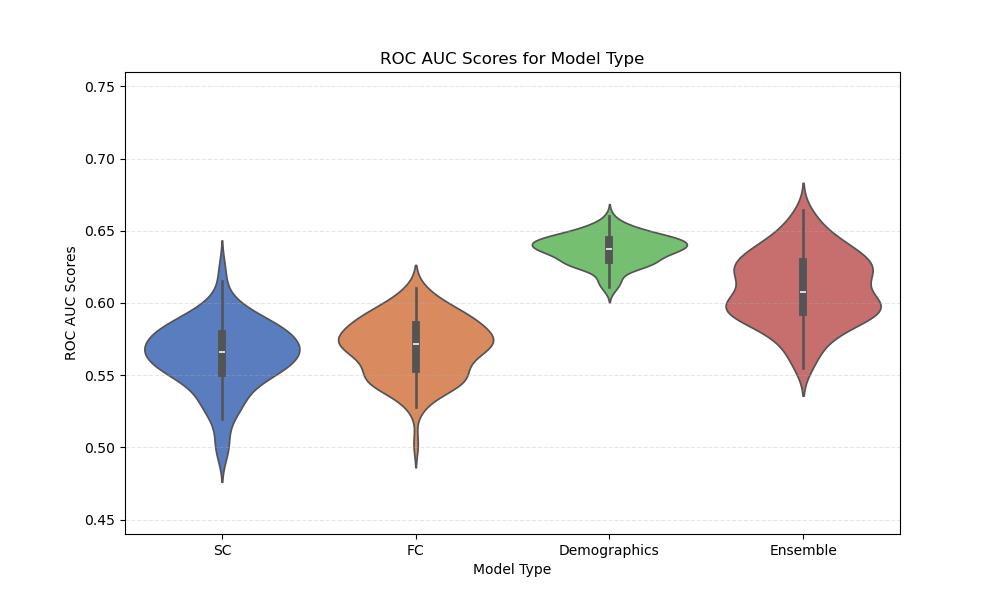 ROC AUC Scores for Model Type
ROC AUC Scores
0.75
0.70
0.65
0.60
0.55
0.50
0.45
SC FC Demographics Ensemble
Model Type